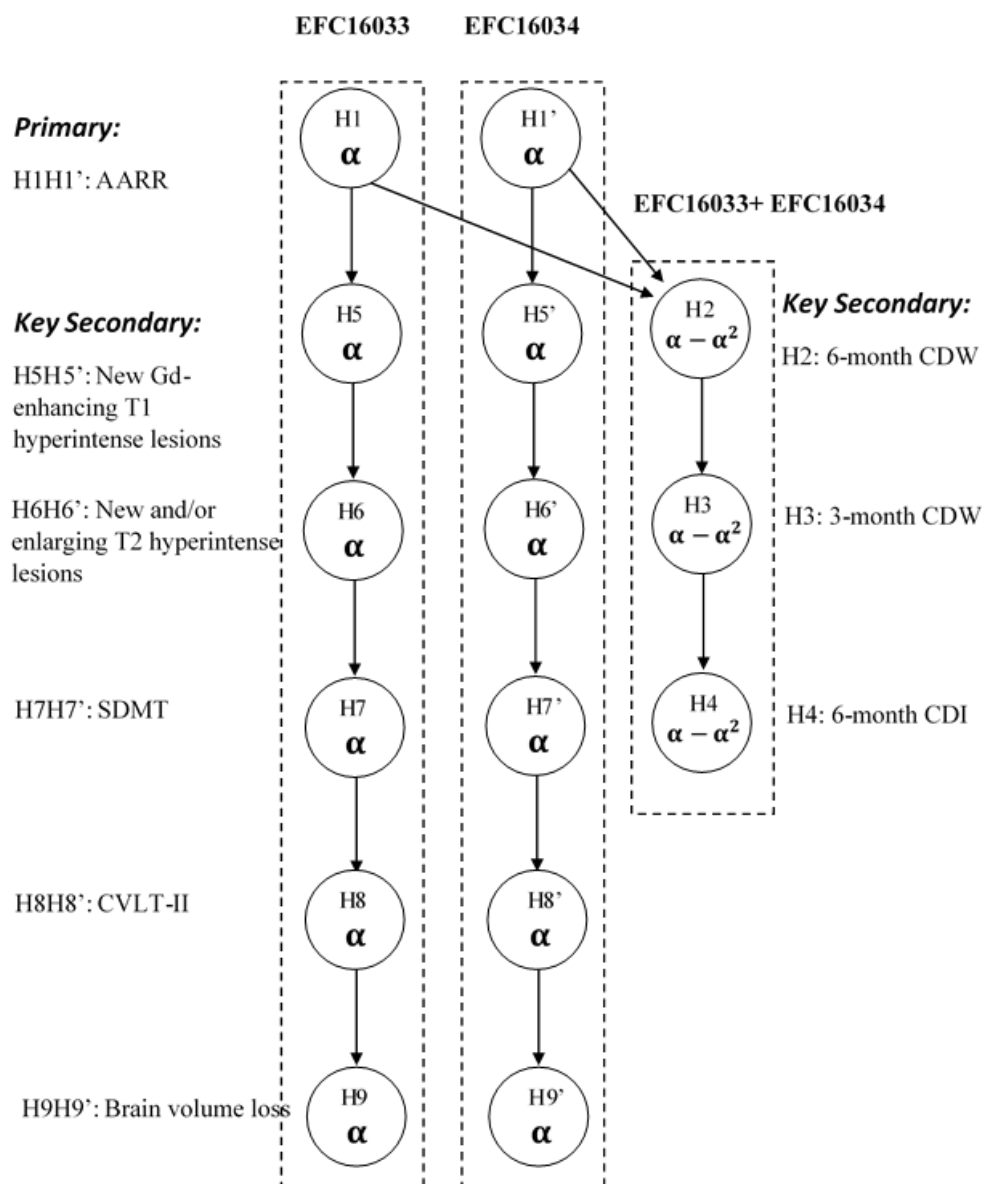 EFC16033
EFC16034
Primary:
H1H1’: AARR
H1
α
H1’
α
EFC16033+ EFC16034
Key Secondary:
H5H5’: New Gd-
enhancing T1
hyperintense lesions
H5
α
H5’
α
H2
α − α²
Key Secondary:
H2: 6-month CDW
H6H6’: New and/or
enlarging T2 hyperintense
lesions
H6
α
H6’
α
H3
α − α²
H3: 3-month CDW
H7H7’: SDMT
H7
α
H7’
α
H4
α − α²
H4: 6-month CDI
H8H8’: CVLT-II
H8
α
H8’
α
H9H9’: Brain volume loss
H9
α
H9’
α